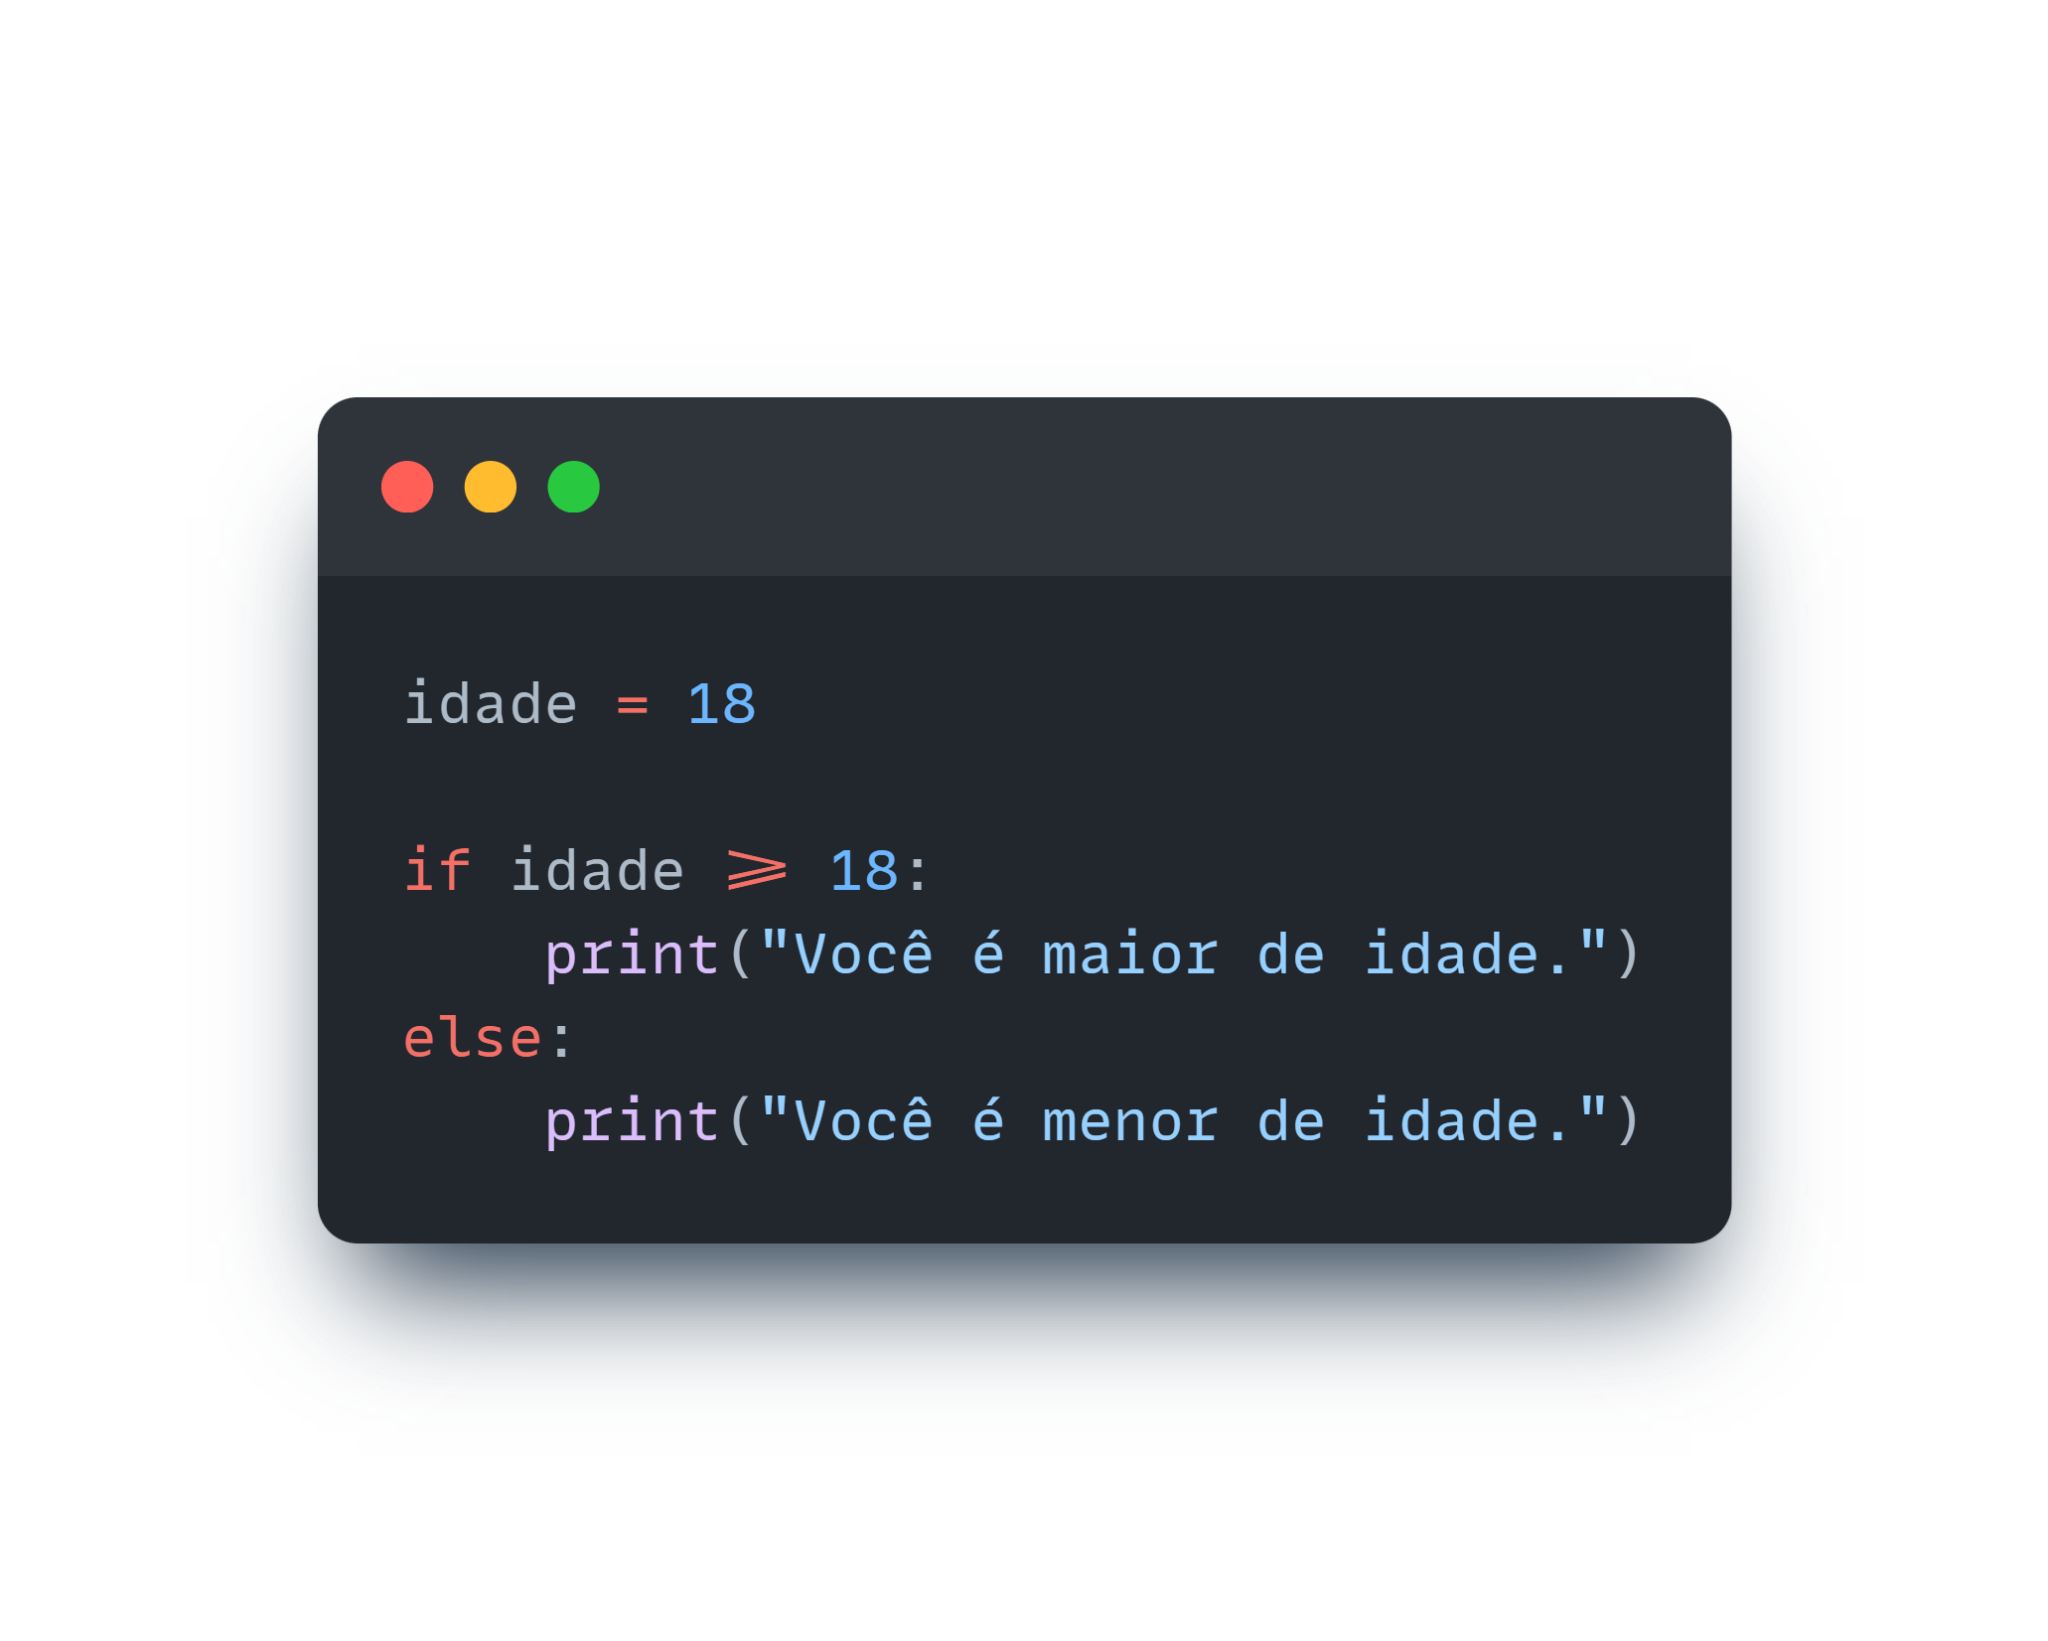 idade = 18
if idade >= 18:
    print("Você é maior de idade.")
else:
    print("Você é menor de idade.")